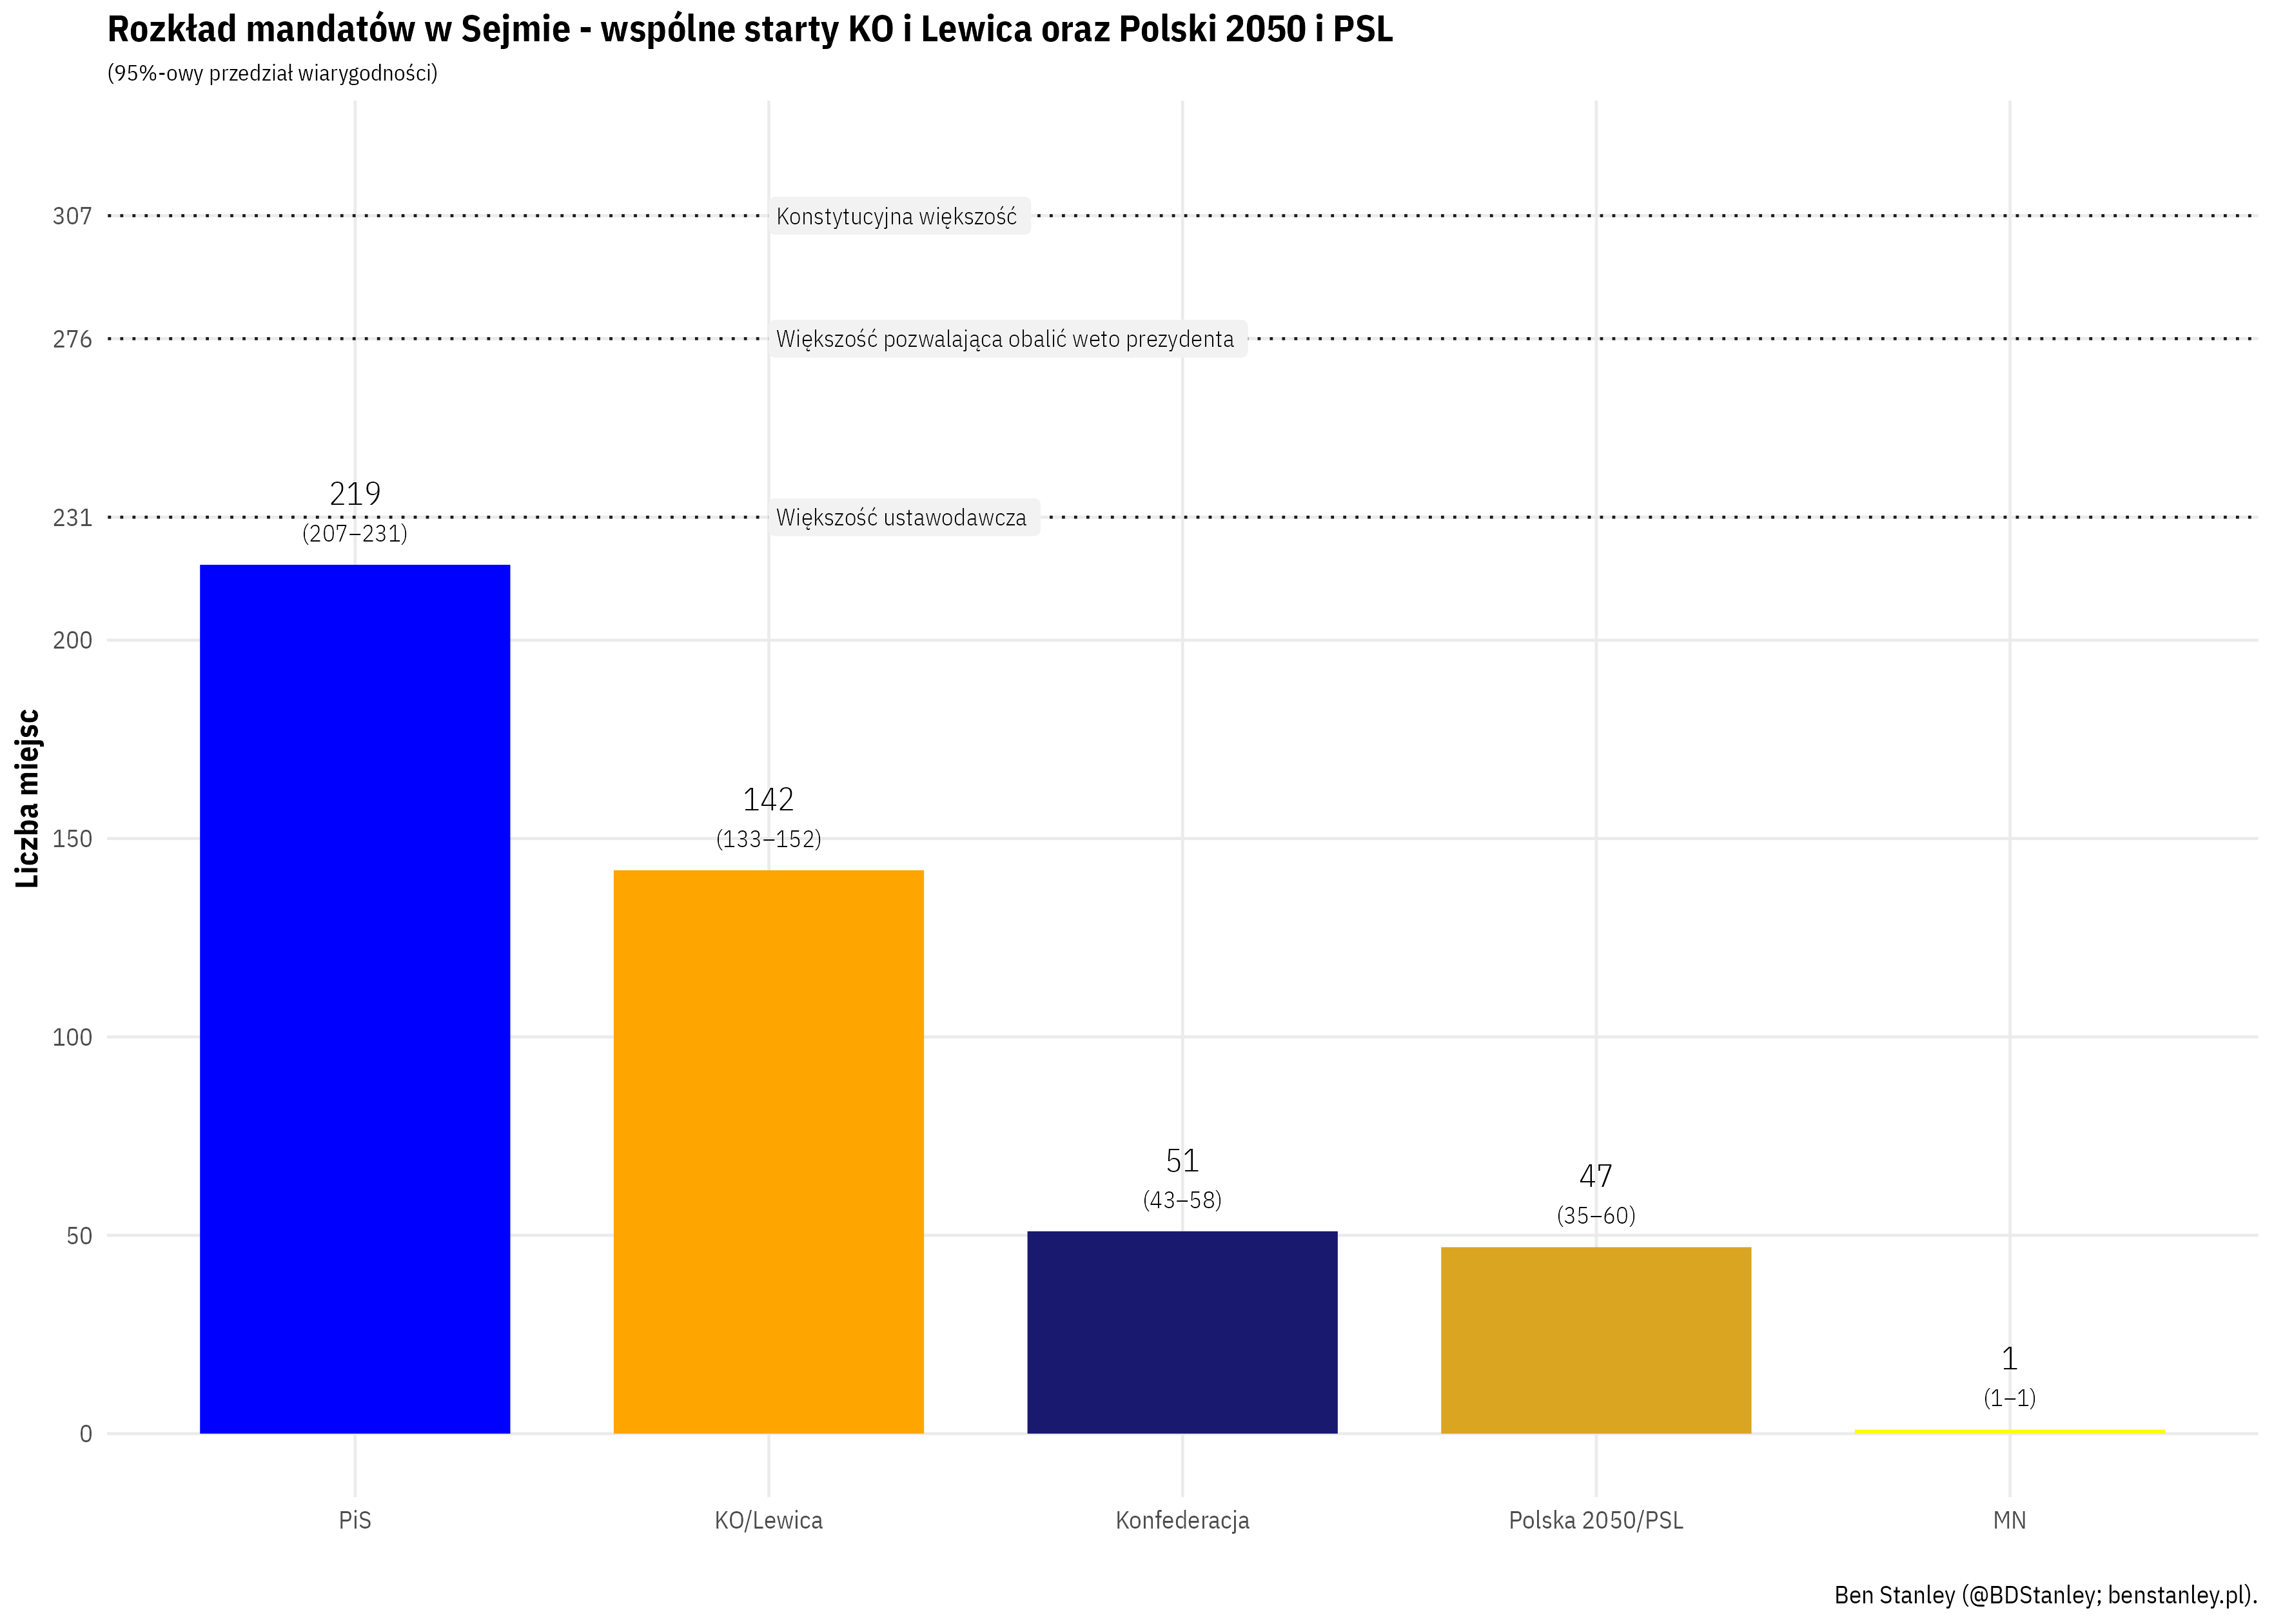 Rozkład mandatów w Sejmie - wspólne starty KO i Lewica oraz Polski 2050 i PSL
(95%-owy przedział wiarygodności)
307
Konstytucyjna większość
276
Większość pozwalająca obalić weto prezydenta
219
231
Większość ustawodawcza
(207–231)
200
142
150
(133–152)
Liczba miejsc
100
51
47
(43–58)
(35–60)
50
1
(1–1)
0
PiS
KO/Lewica
Konfederacja
Polska 2050/PSL
MN
Ben Stanley (@BDStanley; benstanley.pl).